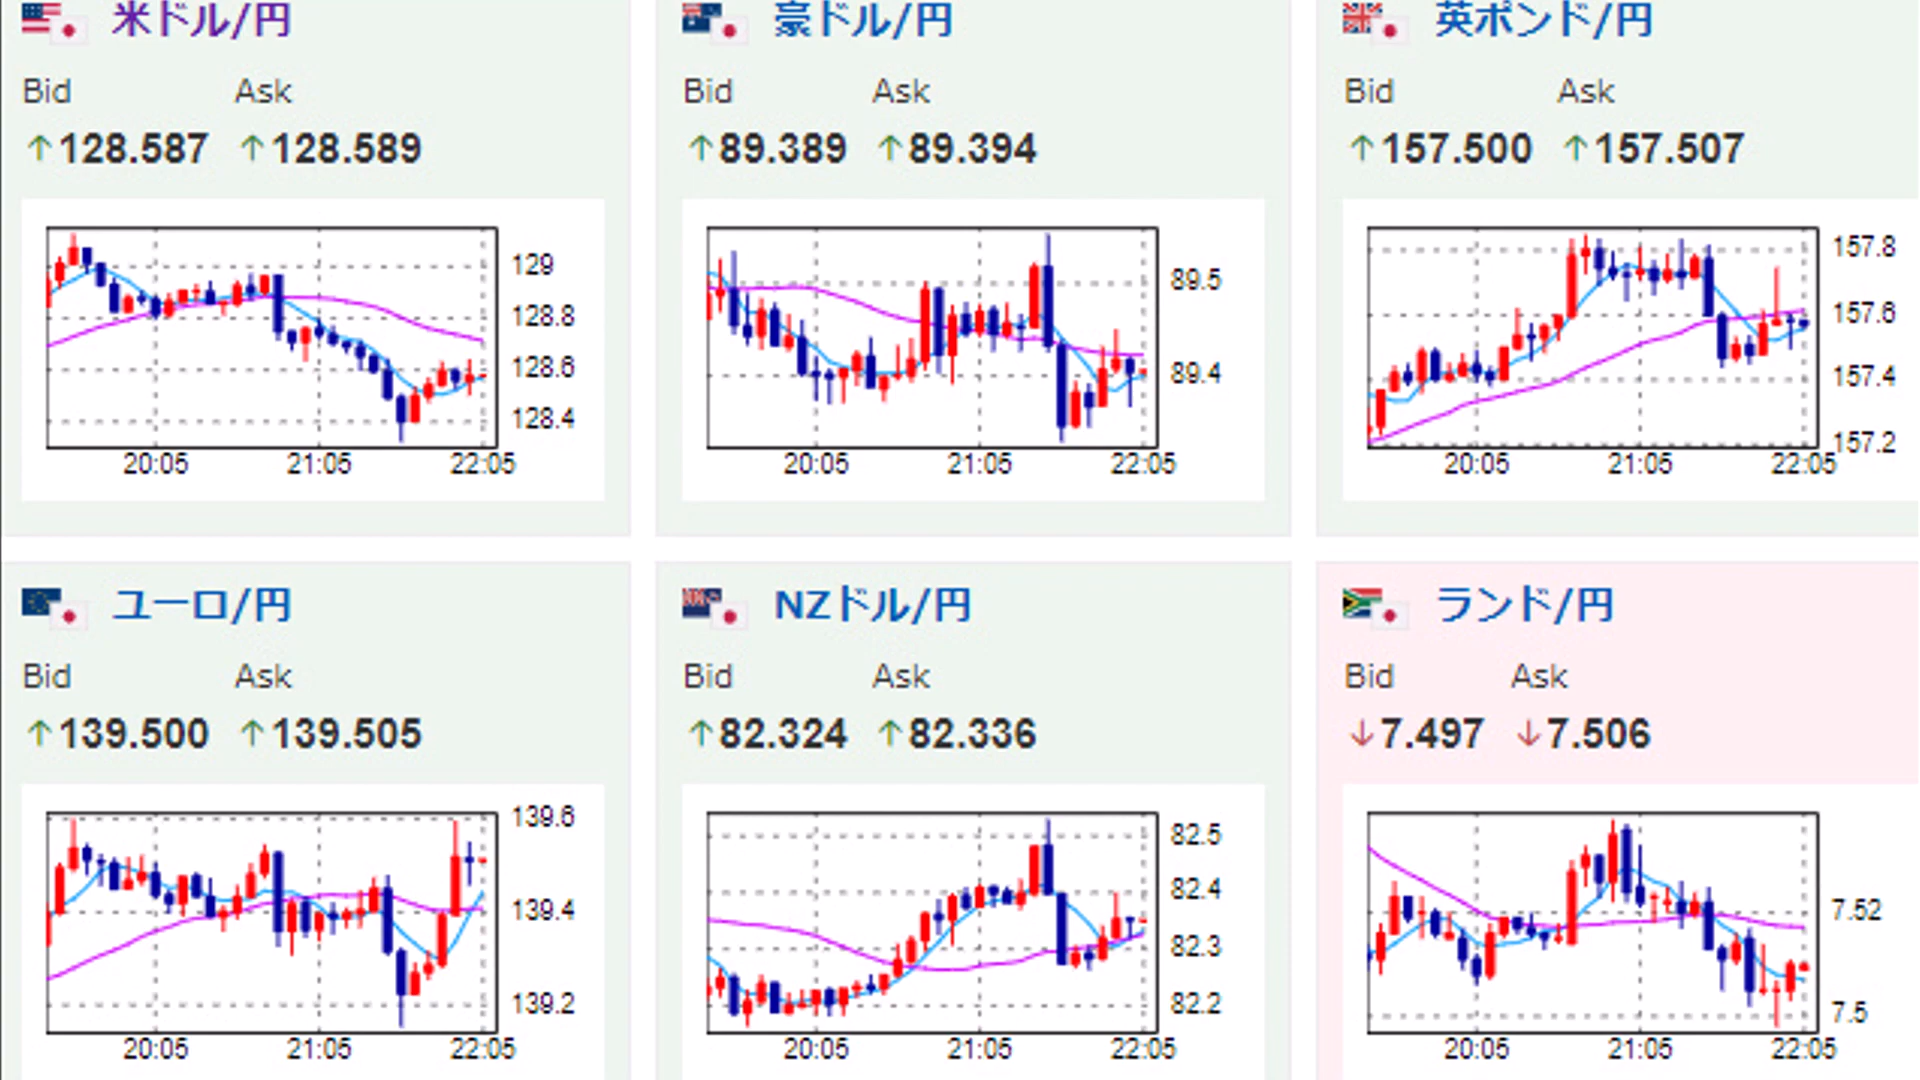 米ドル/円
Bid Ask
↑128.587 ↑128.589
129
128.8
128.6
128.4
20:05 21:05 22:05
豪ドル/円
Bid Ask
↑89.389 ↑89.394
89.5
89.4
20:05 21:05 22:05
英ポンド/円
Bid Ask
↑157.500 ↑157.507
157.8
157.6
157.4
157.2
20:05 21:05 22:05
ユーロ/円
Bid Ask
↑139.500 ↑139.505
139.6
139.4
139.2
20:05 21:05 22:05
NZドル/円
Bid Ask
↑82.324 ↑82.336
82.5
82.4
82.3
82.2
20:05 21:05 22:05
ランド/円
Bid Ask
↓7.497 ↓7.506
7.52
7.5
20:05 21:05 22:05